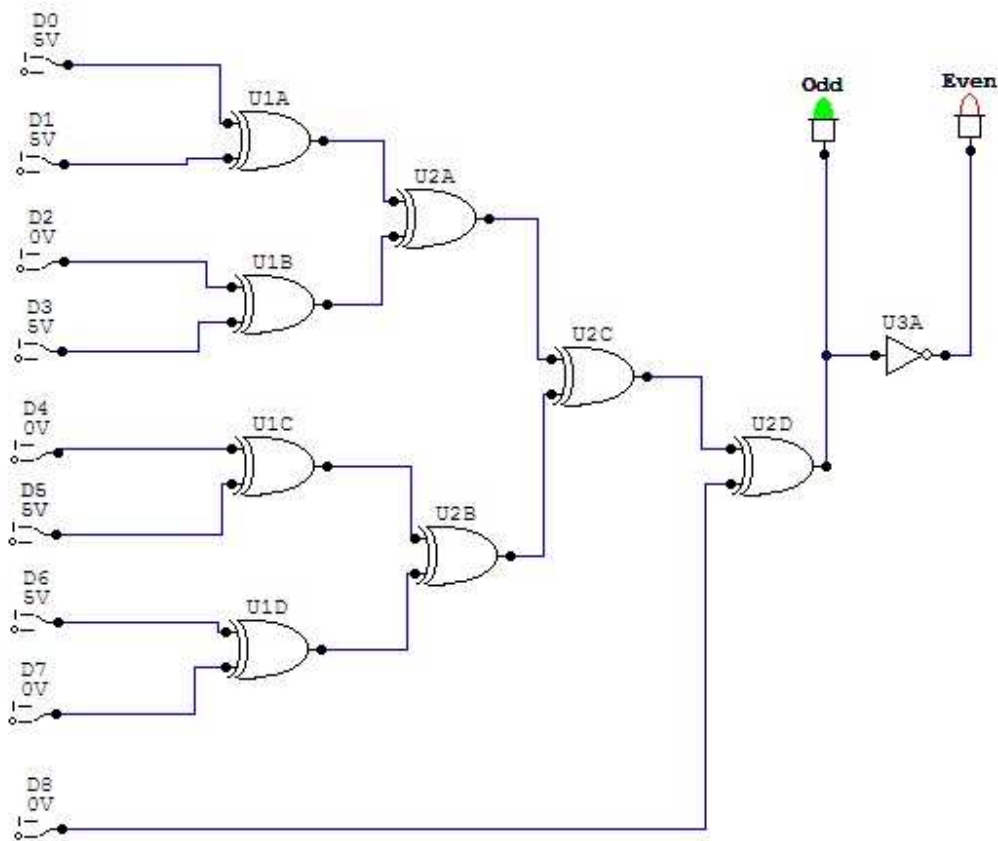 D0
5V
U1A
D1
5V
U2A
D2
0V
U1B
D3
5V
U2C
D4
0V
U1C
D5
5V
U2B
D6
5V
U1D
D7
0V
D8
0V
U2D
Odd
Even
U3A